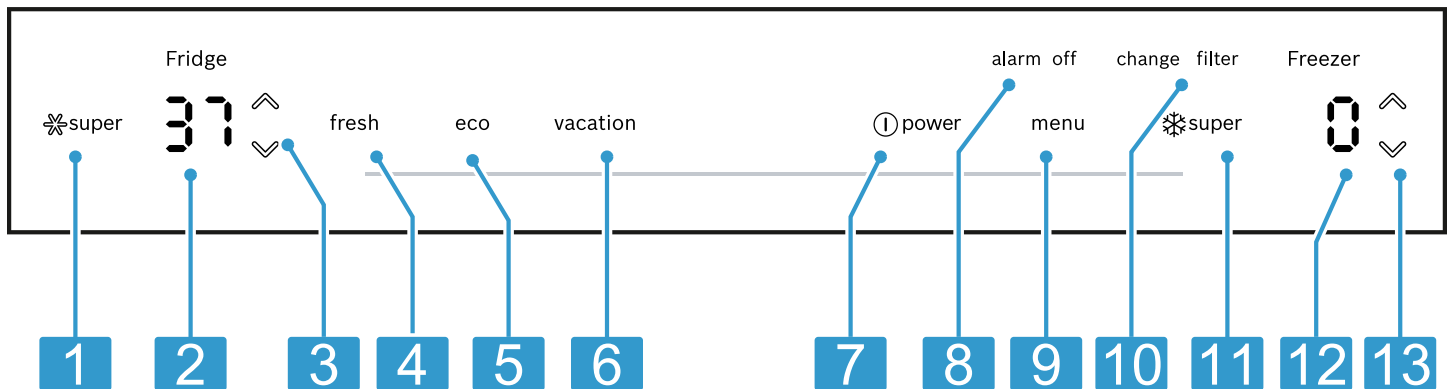 Fridge alarm off change filter Freezer
super 37 fresh eco vacation power menu super 0
1 2 3 4 5 6 7 8 9 10 11 12 13